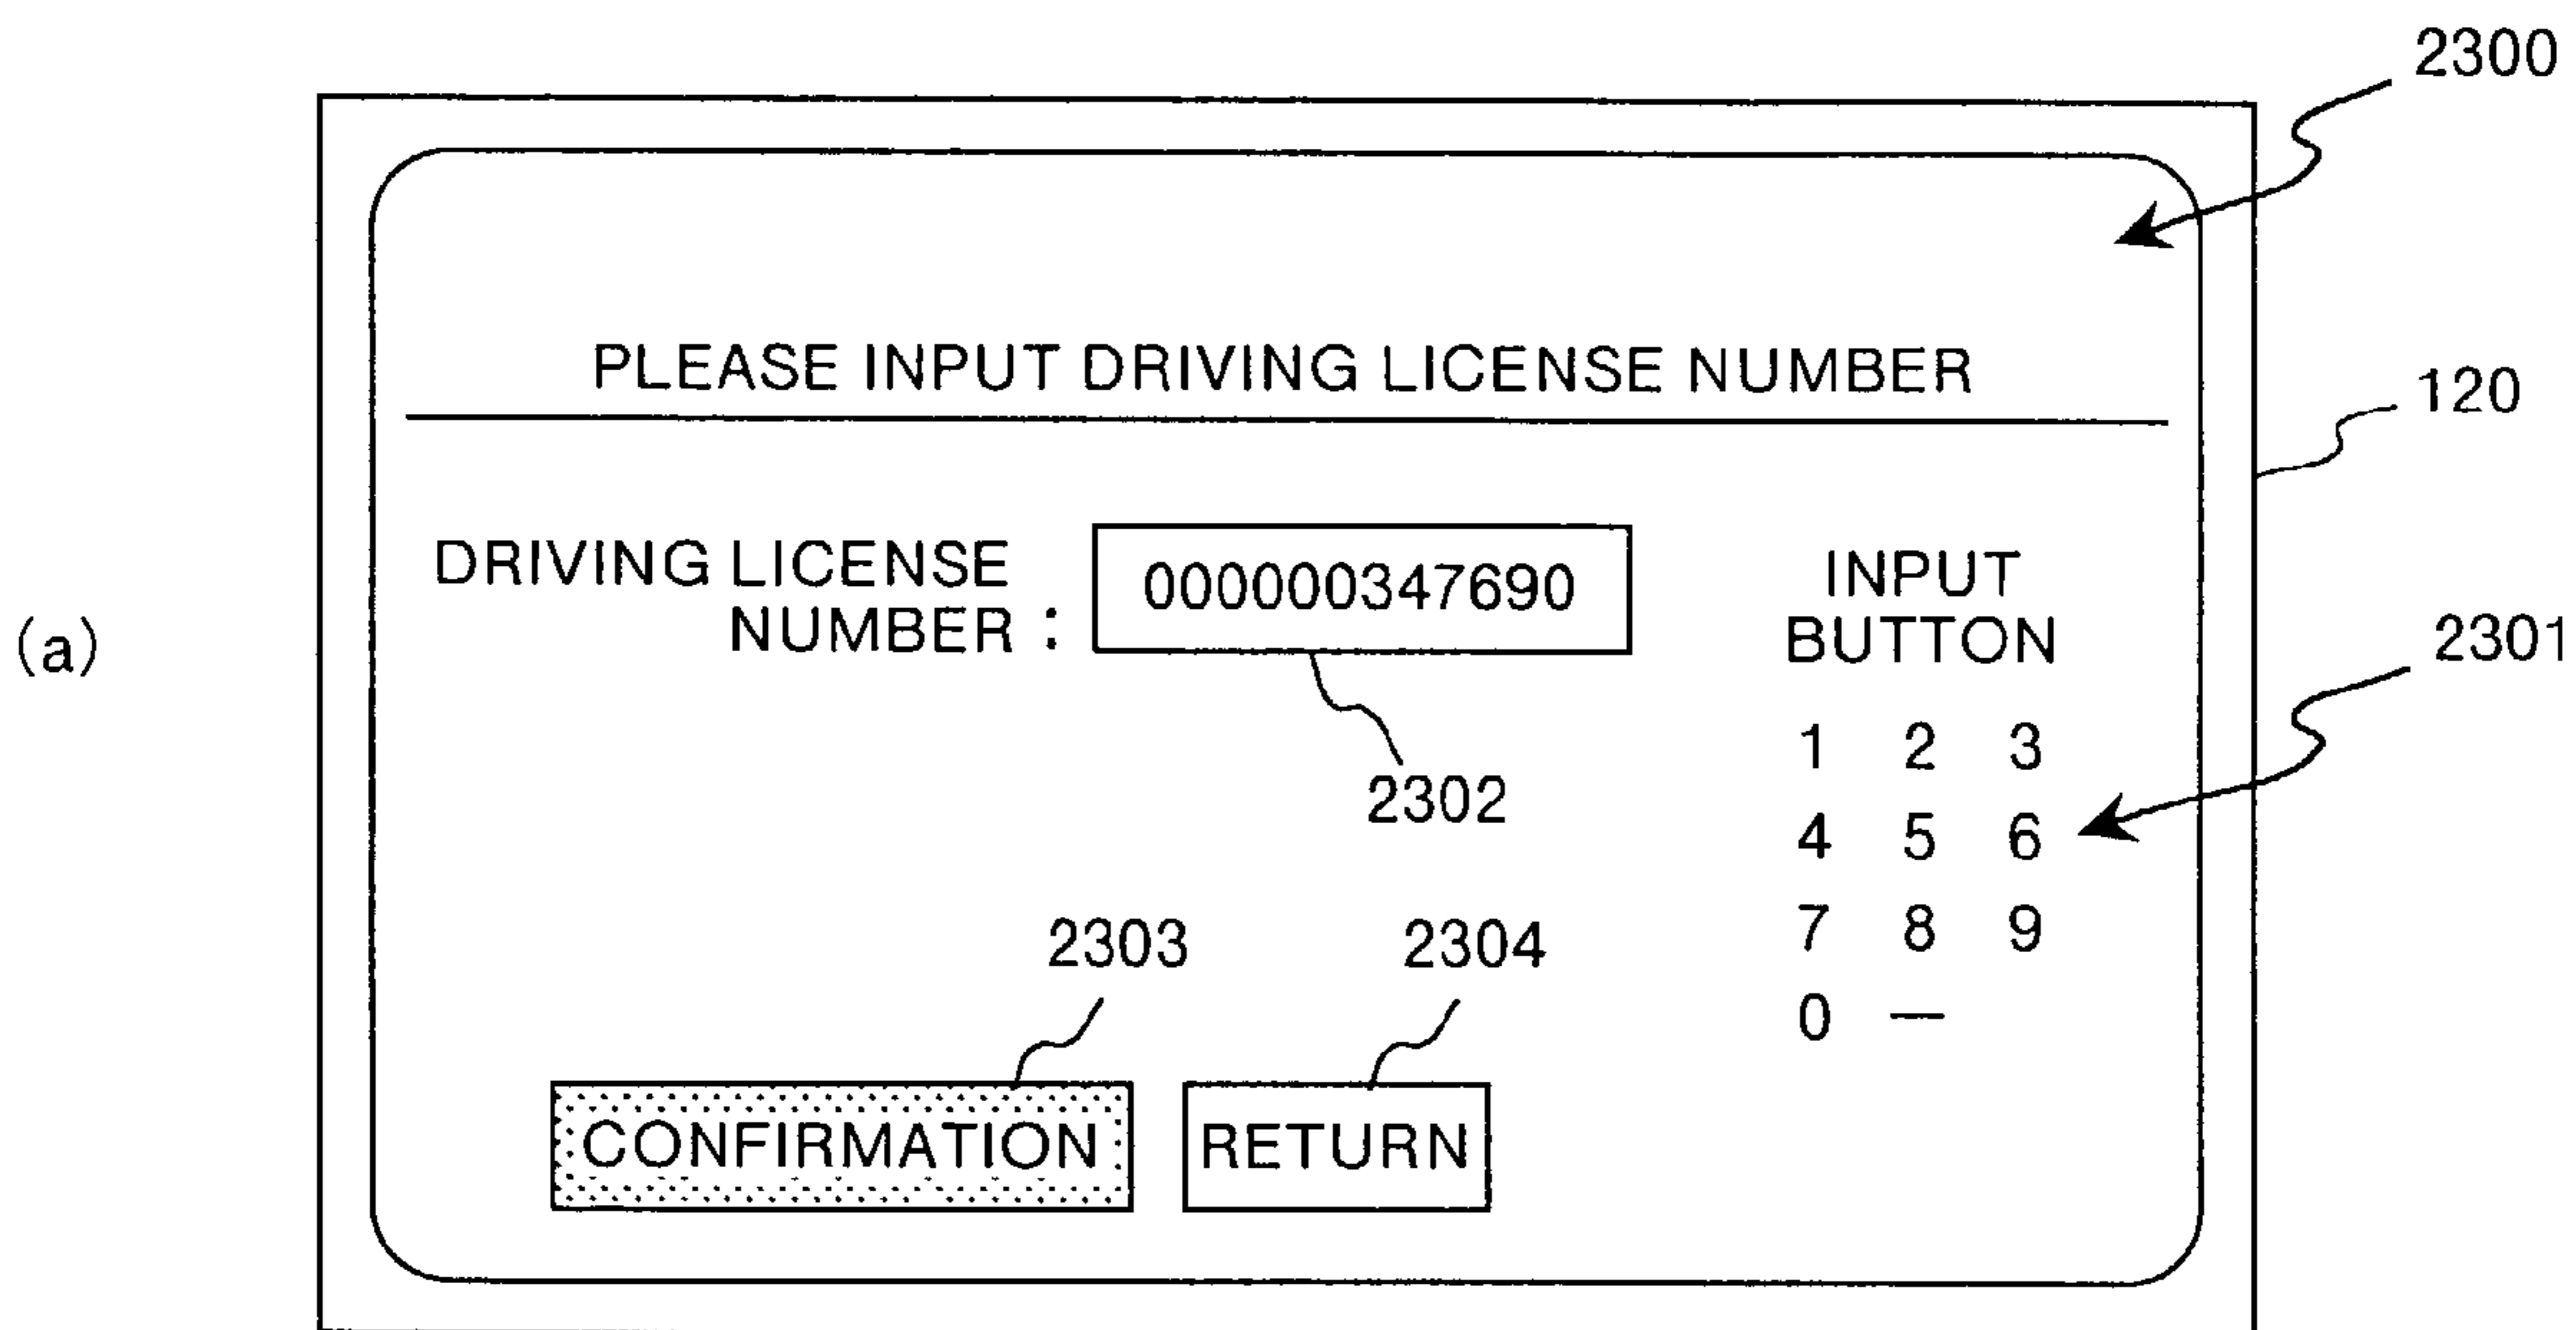 2300
PLEASE INPUT DRIVING LICENSE NUMBER
120
DRIVING LICENSE
NUMBER :
000000347690
INPUT
BUTTON
(a)
2301
2302
1 2 3
4 5 6
7 8 9
0 —
2303
2304
CONFIRMATION
RETURN